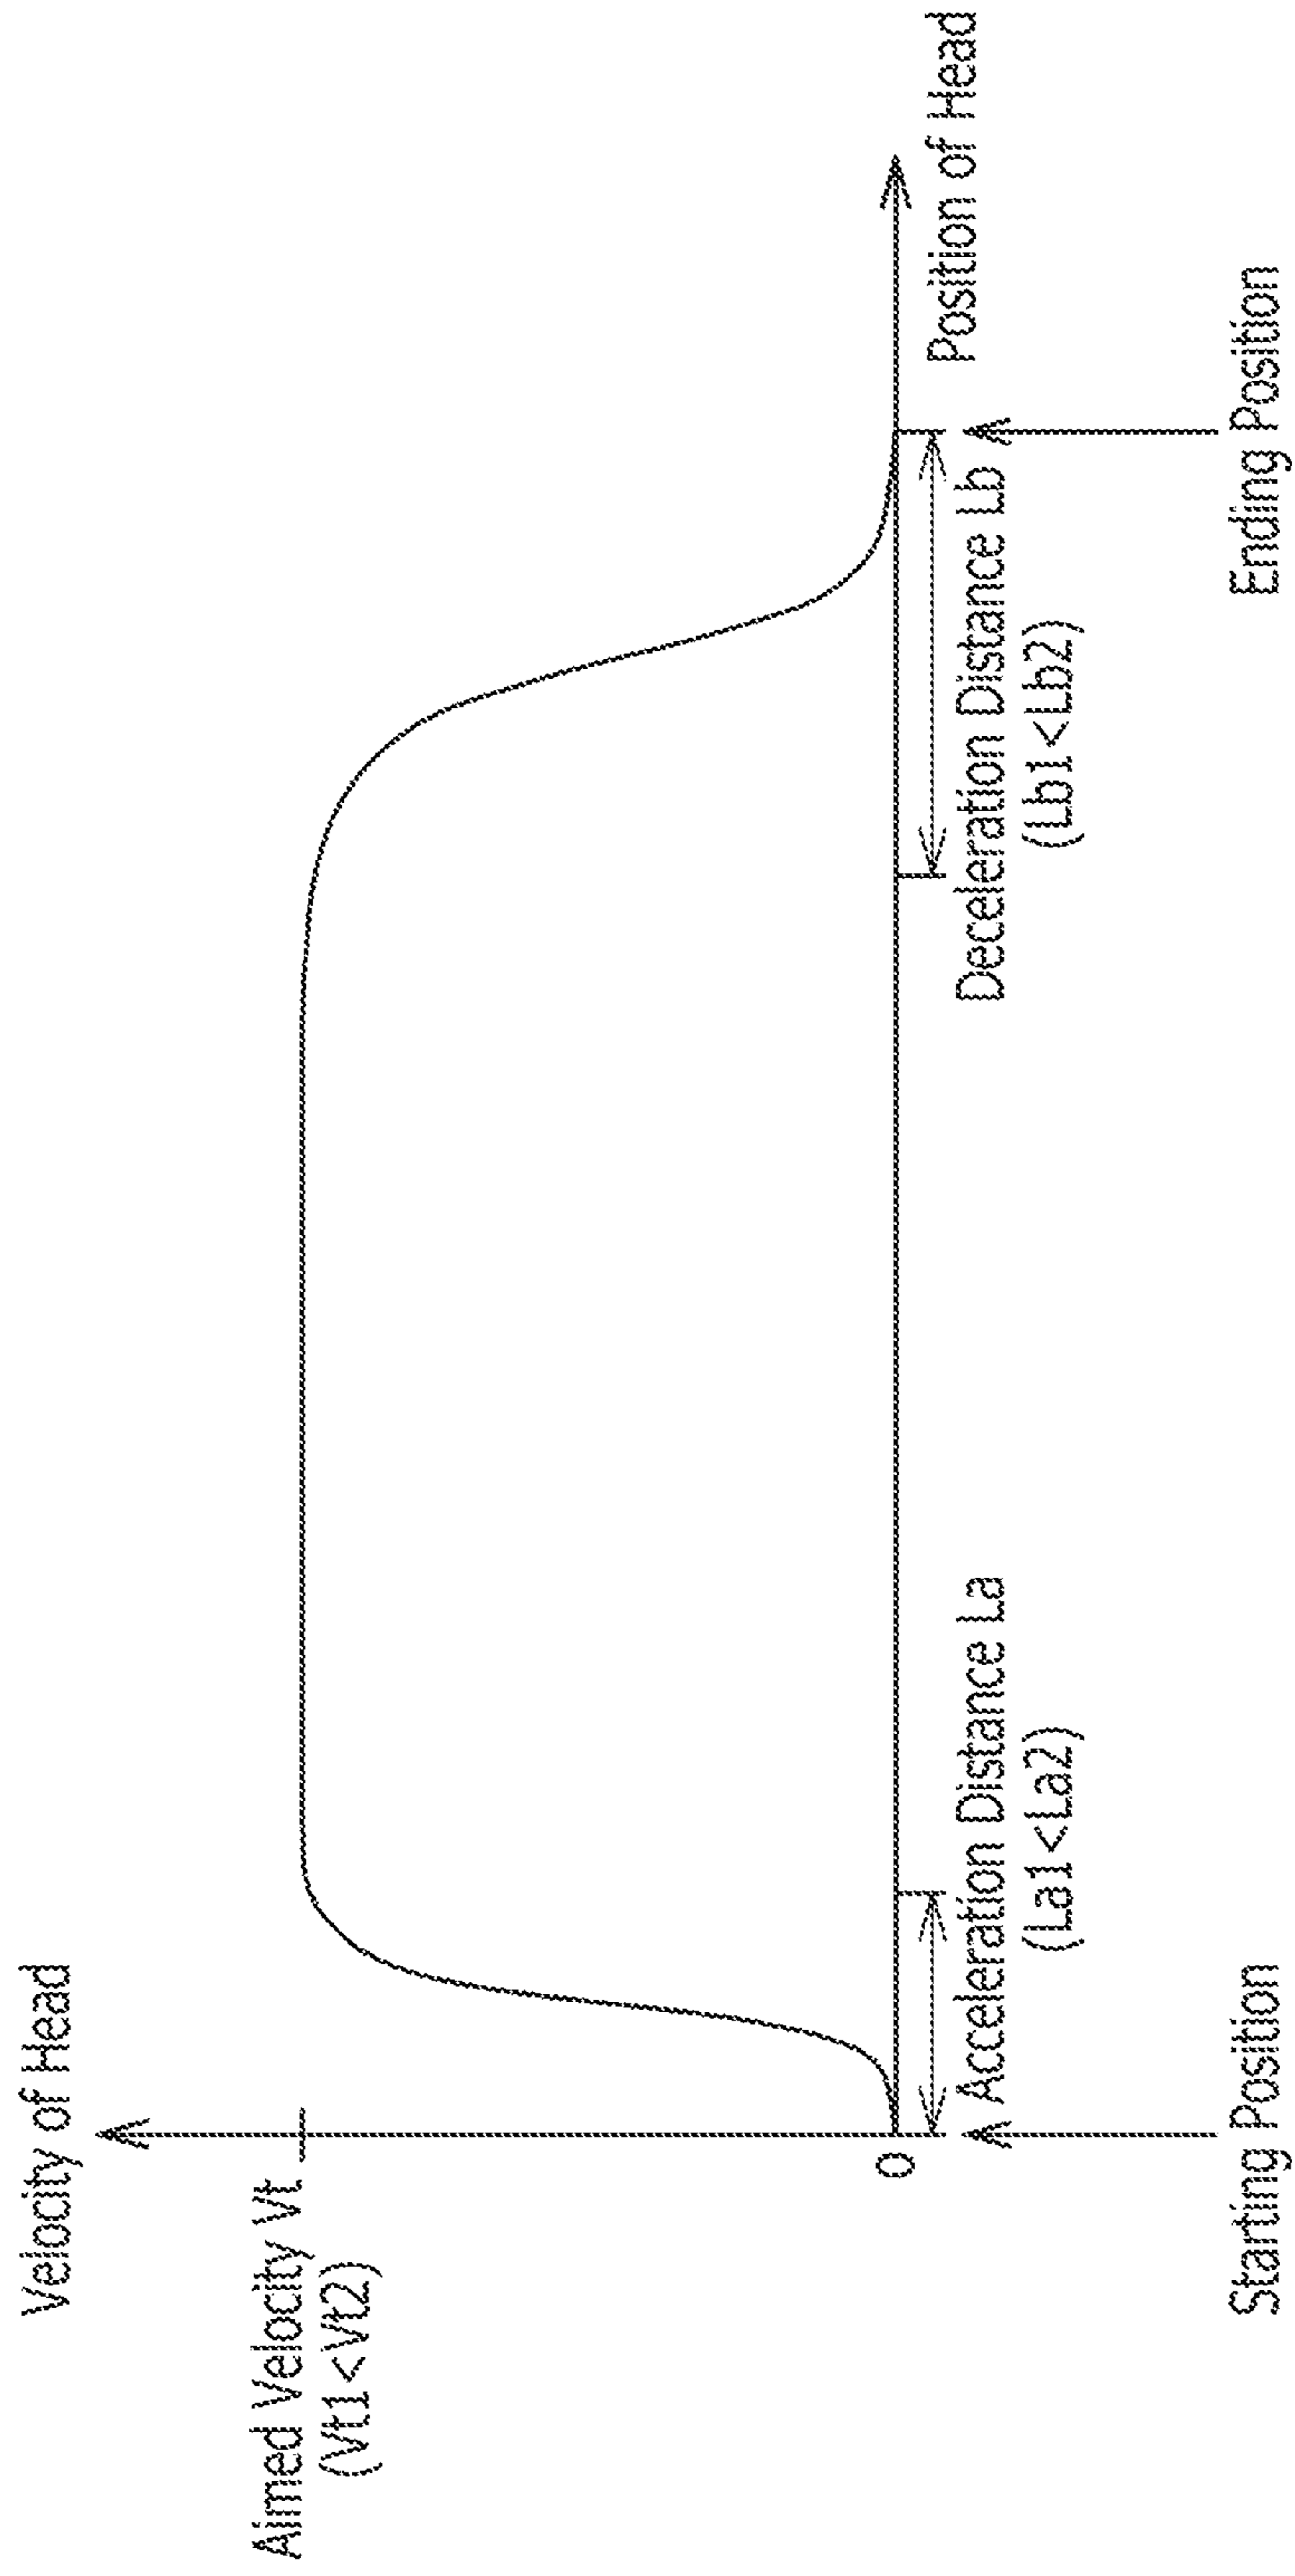 Velocity of Head
Aimed Velocity Vt
(Vt1<Vt2)
0
Position of Head
Acceleration Distance La
(La1<La2)
Deceleration Distance Lb
(Lb1<Lb2)
Starting Position
Ending Position